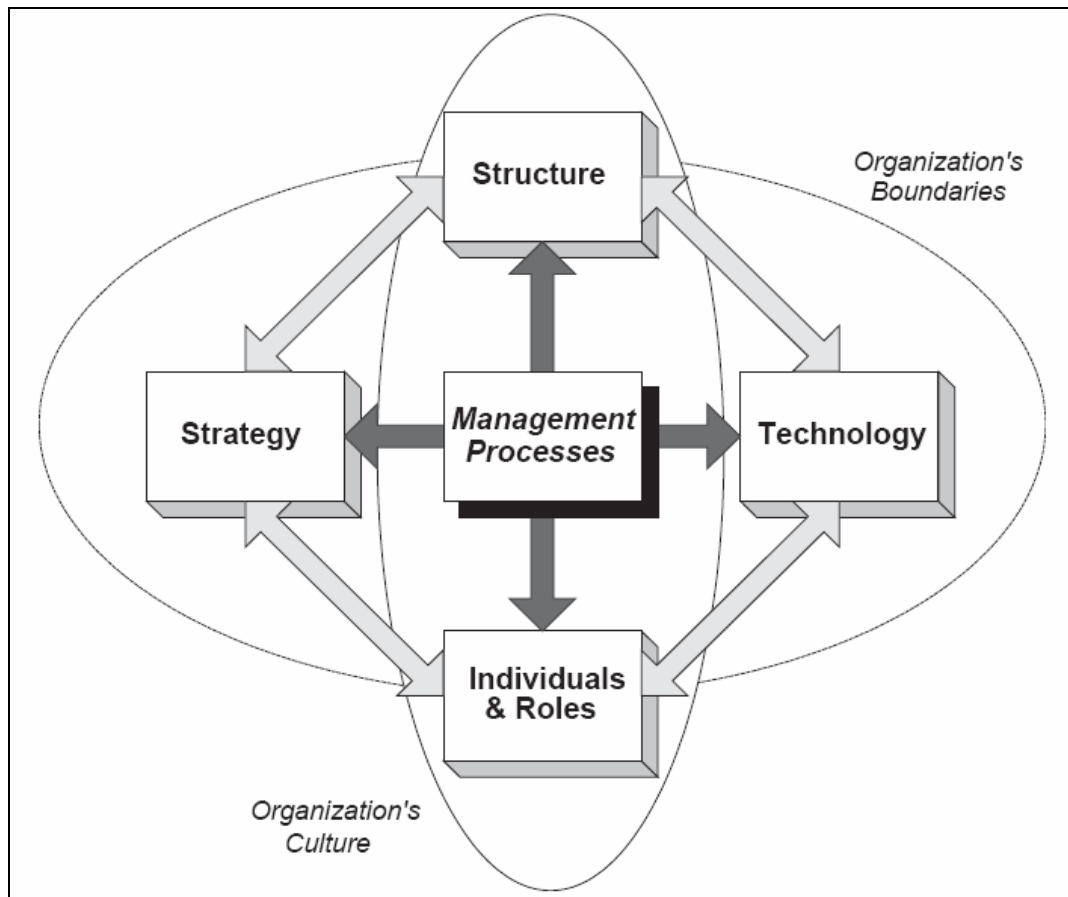 Structure
Organization's
Boundaries
Strategy
Management
Processes
Technology
Individuals
& Roles
Organization's
Culture